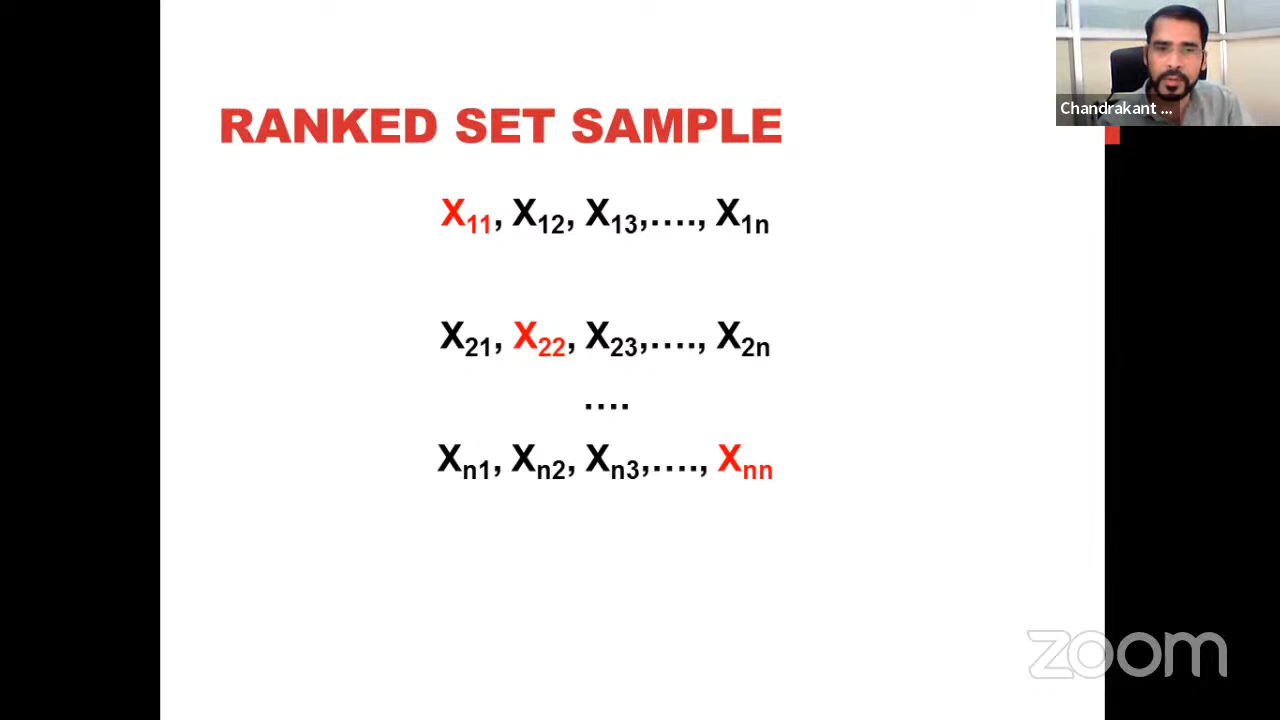 Chandrakant ...
RANKED SET SAMPLE
X11, X12, X13,...., X1n
X21, X22, X23,...., X2n
....
Xn1, Xn2, Xn3,...., Xnn
zoom